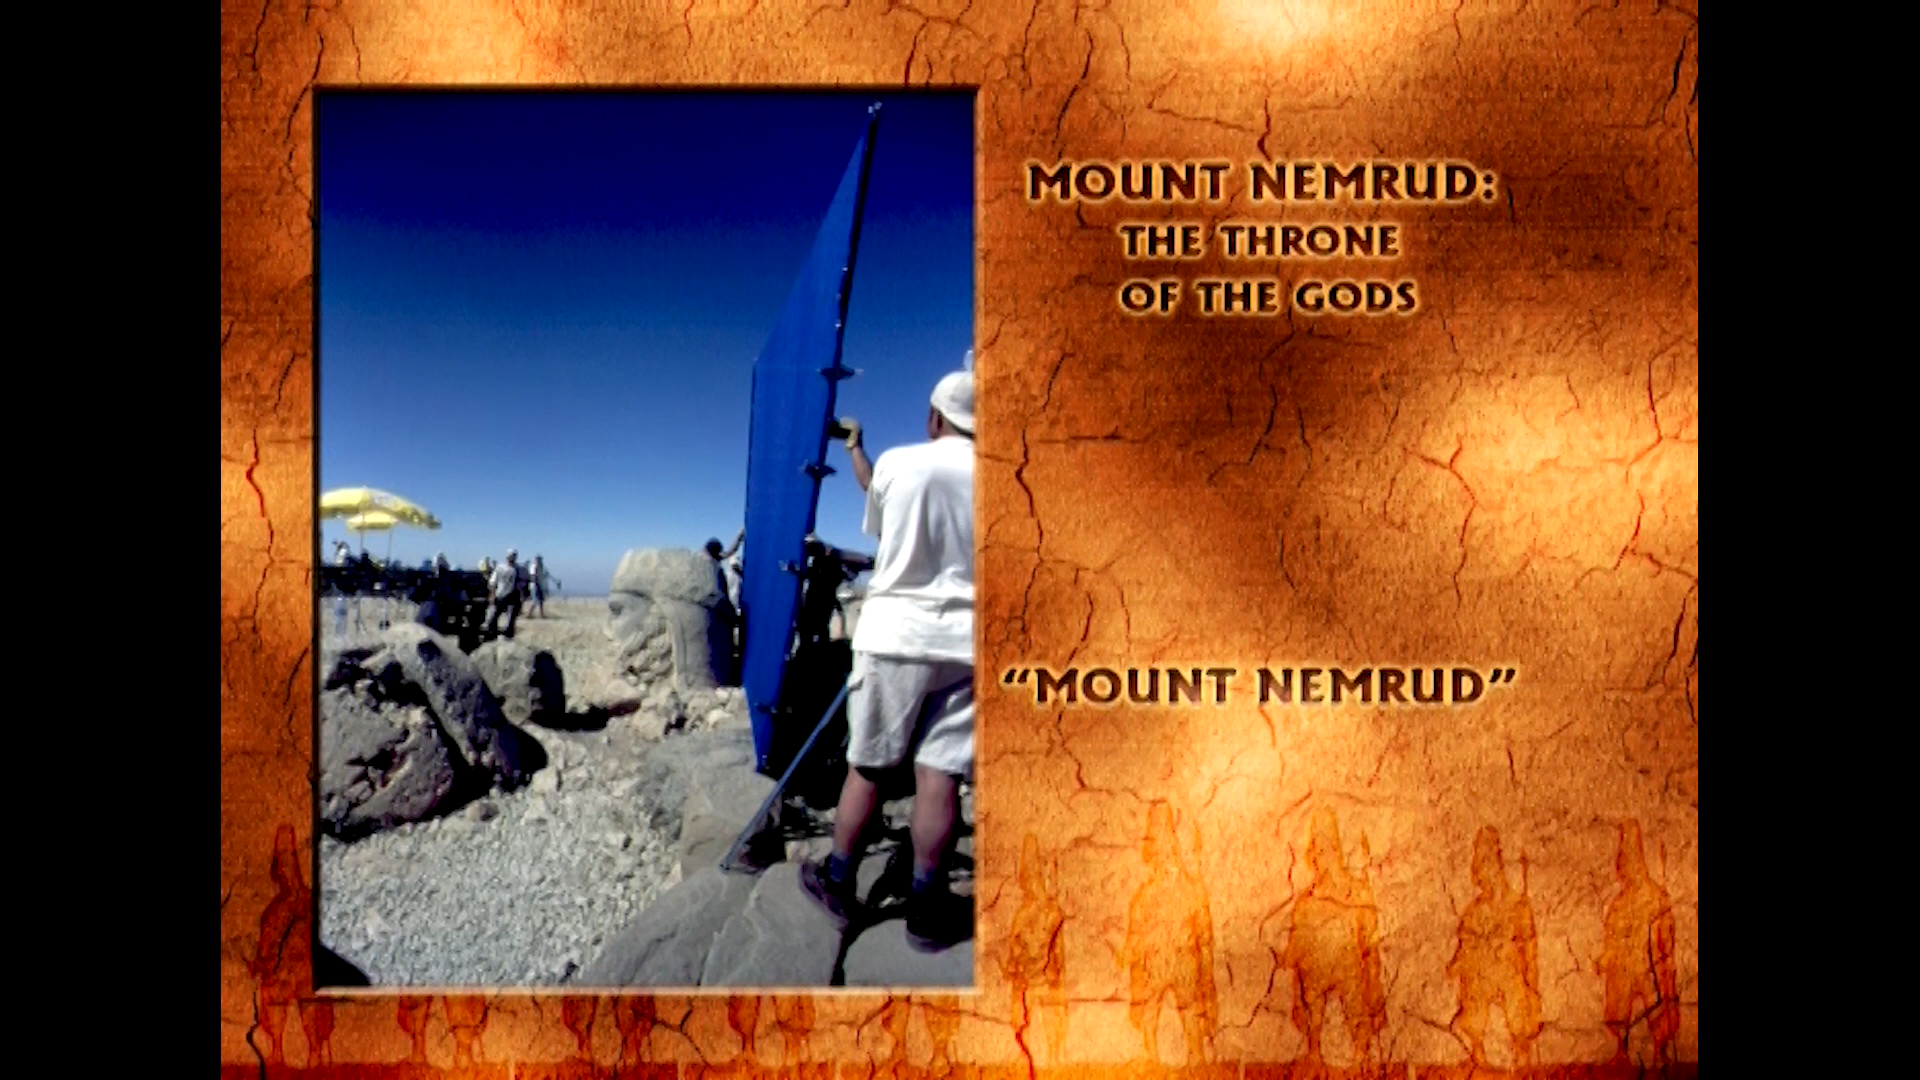 MOUNT NEMRUD:
THE THRONE
OF THE GODS
“MOUNT NEMRUD”